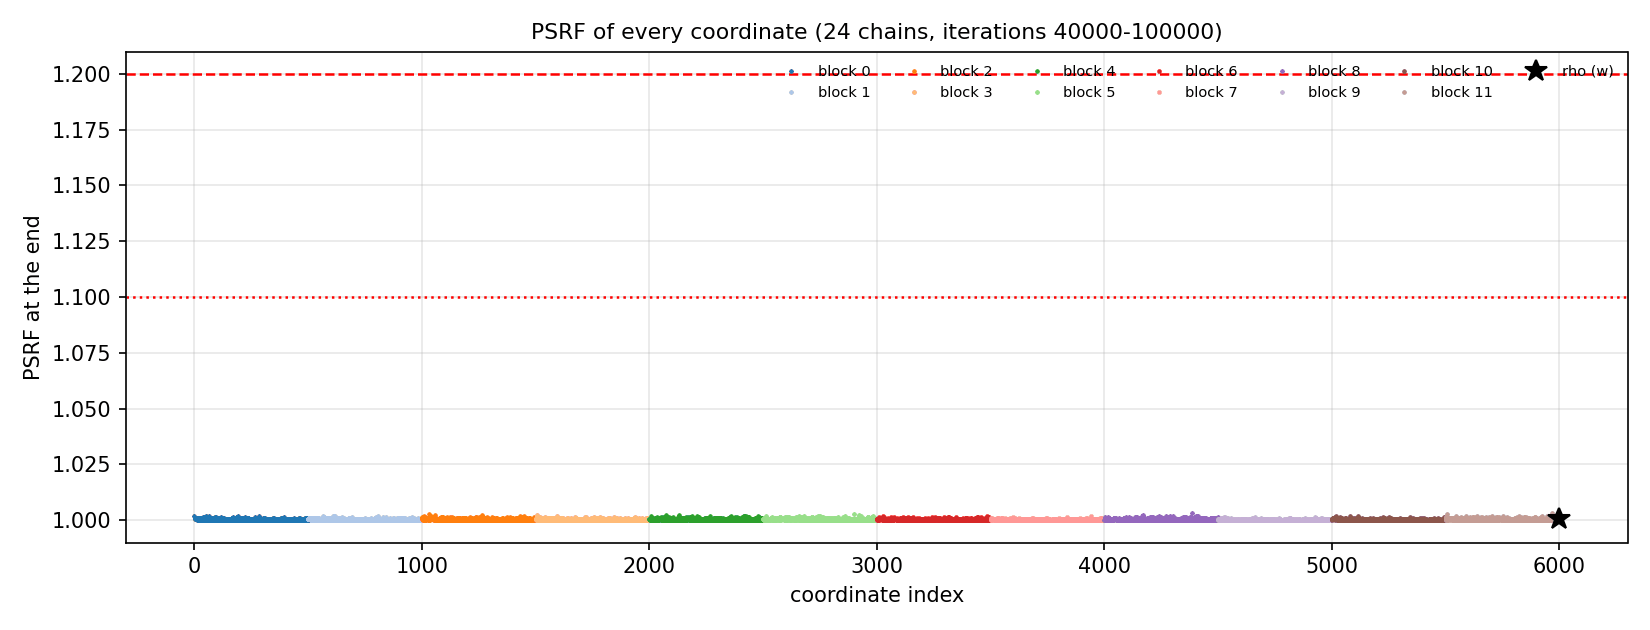 PSRF of every coordinate (24 chains, iterations 40000-100000)
block 0 block 2 block 4 block 6 block 8 block 10 rho (w)
block 1 block 3 block 5 block 7 block 9 block 11
PSRF at the end
1.200
1.175
1.150
1.125
1.100
1.075
1.050
1.025
1.000
0 1000 2000 3000 4000 5000 6000
coordinate index